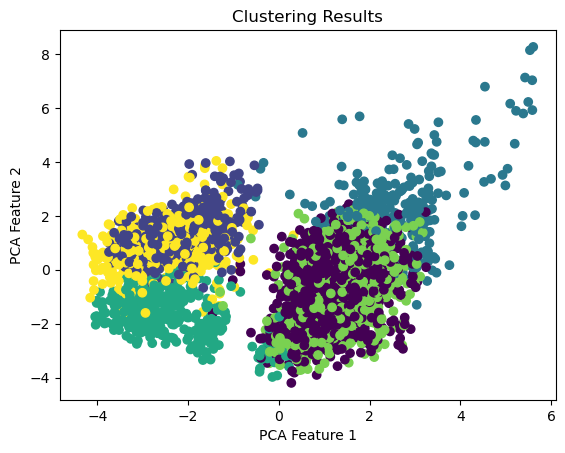 Clustering Results
PCA Feature 2
8
6
4
2
0
−2
−4
−4 −2 0 2 4 6
PCA Feature 1